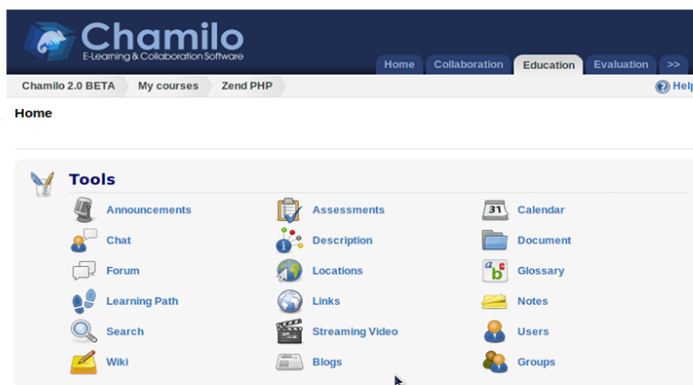 Chamilo
E-Learning & Collaboration Software
Home Collaboration Education Evaluation >>
Chamilo 2.0 BETA My courses Zend PHP Help
Home
Tools
Announcements Assessments 31 Calendar
Chat Description Document
Forum Locations a b c Glossary
Learning Path Links Notes
Search Streaming Video Users
Wiki Blogs Groups